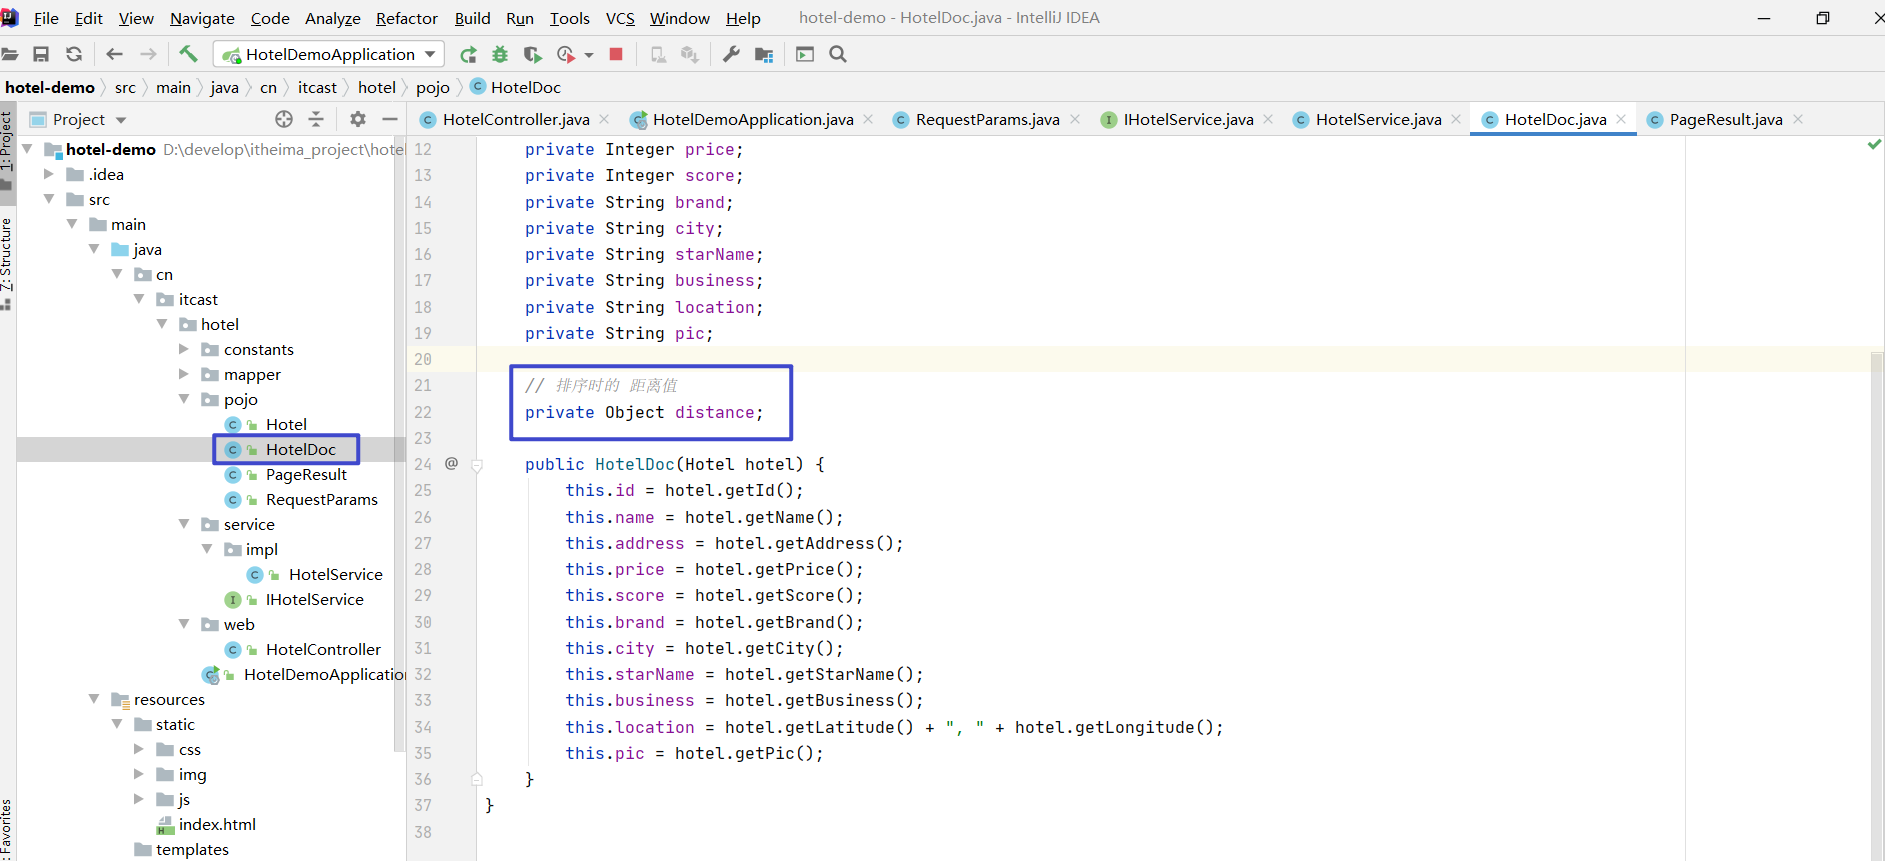 File Edit View Navigate Code Analyze Refactor Build Run Tools VCS Window Help hotel-demo - HotelDoc.java - IntelliJ IDEA
HotelDemoApplication
hotel-demo src main java cn itcast hotel pojo HotelDoc
1: Project
7: Structure
Favorites
Project
hotel-demo D:\develop\itheima_project\hote
.idea
src
main
java
cn
itcast
hotel
constants
mapper
pojo
Hotel
HotelDoc
PageResult
RequestParams
service
impl
HotelService
IHotelService
web
HotelController
HotelDemoApplication
resources
static
css
img
js
index.html
templates
HotelController.java HotelDemoApplication.java RequestParams.java IHotelService.java HotelService.java HotelDoc.java PageResult.java
12 private Integer price;
13 private Integer score;
14 private String brand;
15 private String city;
16 private String starName;
17 private String business;
18 private String location;
19 private String pic;
20
21 // 排序时的 距离值
22 private Object distance;
23
24 @ public HotelDoc(Hotel hotel) {
25 this.id = hotel.getId();
26 this.name = hotel.getName();
27 this.address = hotel.getAddress();
28 this.price = hotel.getPrice();
29 this.score = hotel.getScore();
30 this.brand = hotel.getBrand();
31 this.city = hotel.getCity();
32 this.starName = hotel.getStarName();
33 this.business = hotel.getBusiness();
34 this.location = hotel.getLatitude() + ", " + hotel.getLongitude();
35 this.pic = hotel.getPic();
36 }
37 }
38